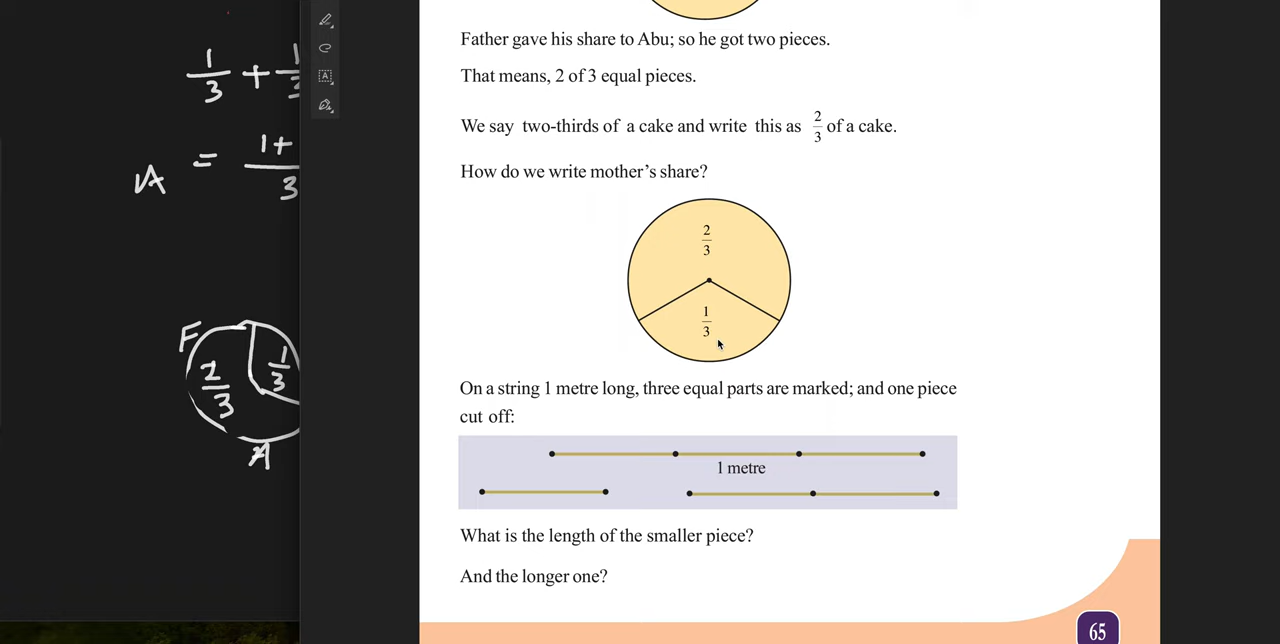 1/3 + 1/3
= 1+
3
A
F
2/3
1/3
A
Father gave his share to Abu; so he got two pieces.
That means, 2 of 3 equal pieces.
We say two-thirds of a cake and write this as 2/3 of a cake.
How do we write mother's share?
2/3
1/3
On a string 1 metre long, three equal parts are marked; and one piece
cut off:
1 metre
What is the length of the smaller piece?
And the longer one?
65